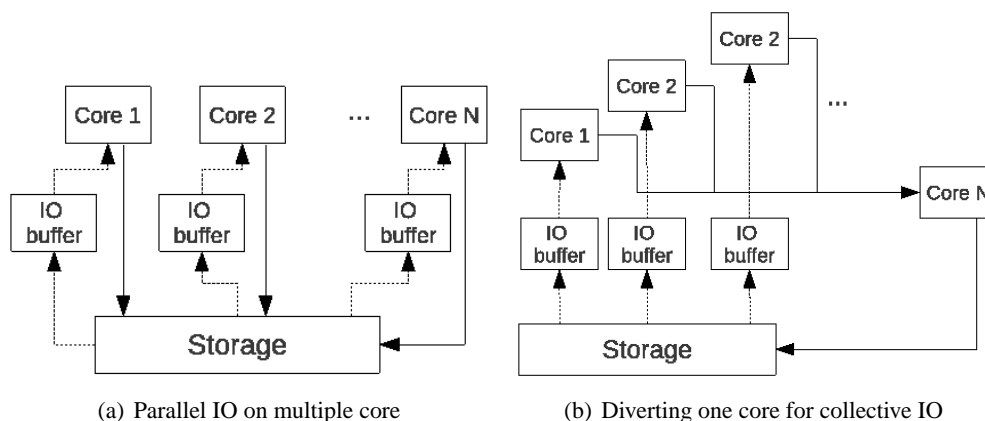 Core 1
Core 2
...
Core N
IO
buffer
IO
buffer
IO
buffer
Storage
(a) Parallel IO on multiple core
Core 2
Core 2
...
Core 1
Core N
IO
buffer
IO
buffer
IO
buffer
Storage
(b) Diverting one core for collective IO